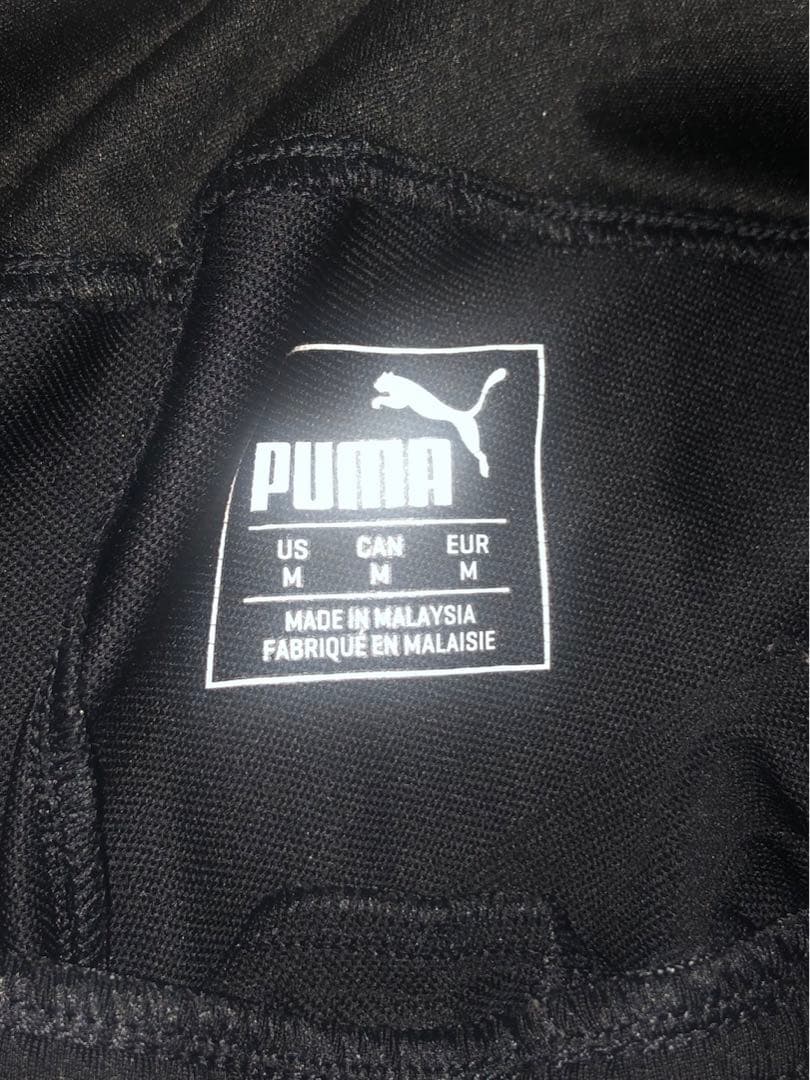 PUMA
US CAN EUR
M M M
MADE IN MALAYSIA
FABRIQUÉ EN MALAISIE